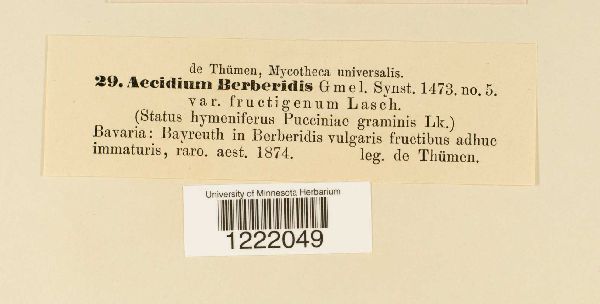 de Thümen, Mycotheca universalis.
29. Aecidium Berberidis Gmel. Synst. 1473. no. 5.
var. fructigenum Lasch.
(Status hymeniferus Pucciniae graminis Lk.)
Bavaria: Bayreuth in Berberidis vulgaris fructibus adhuc
immaturis, raro. aest. 1874. leg. de Thümen.
University of Minnesota Herbarium
1222049